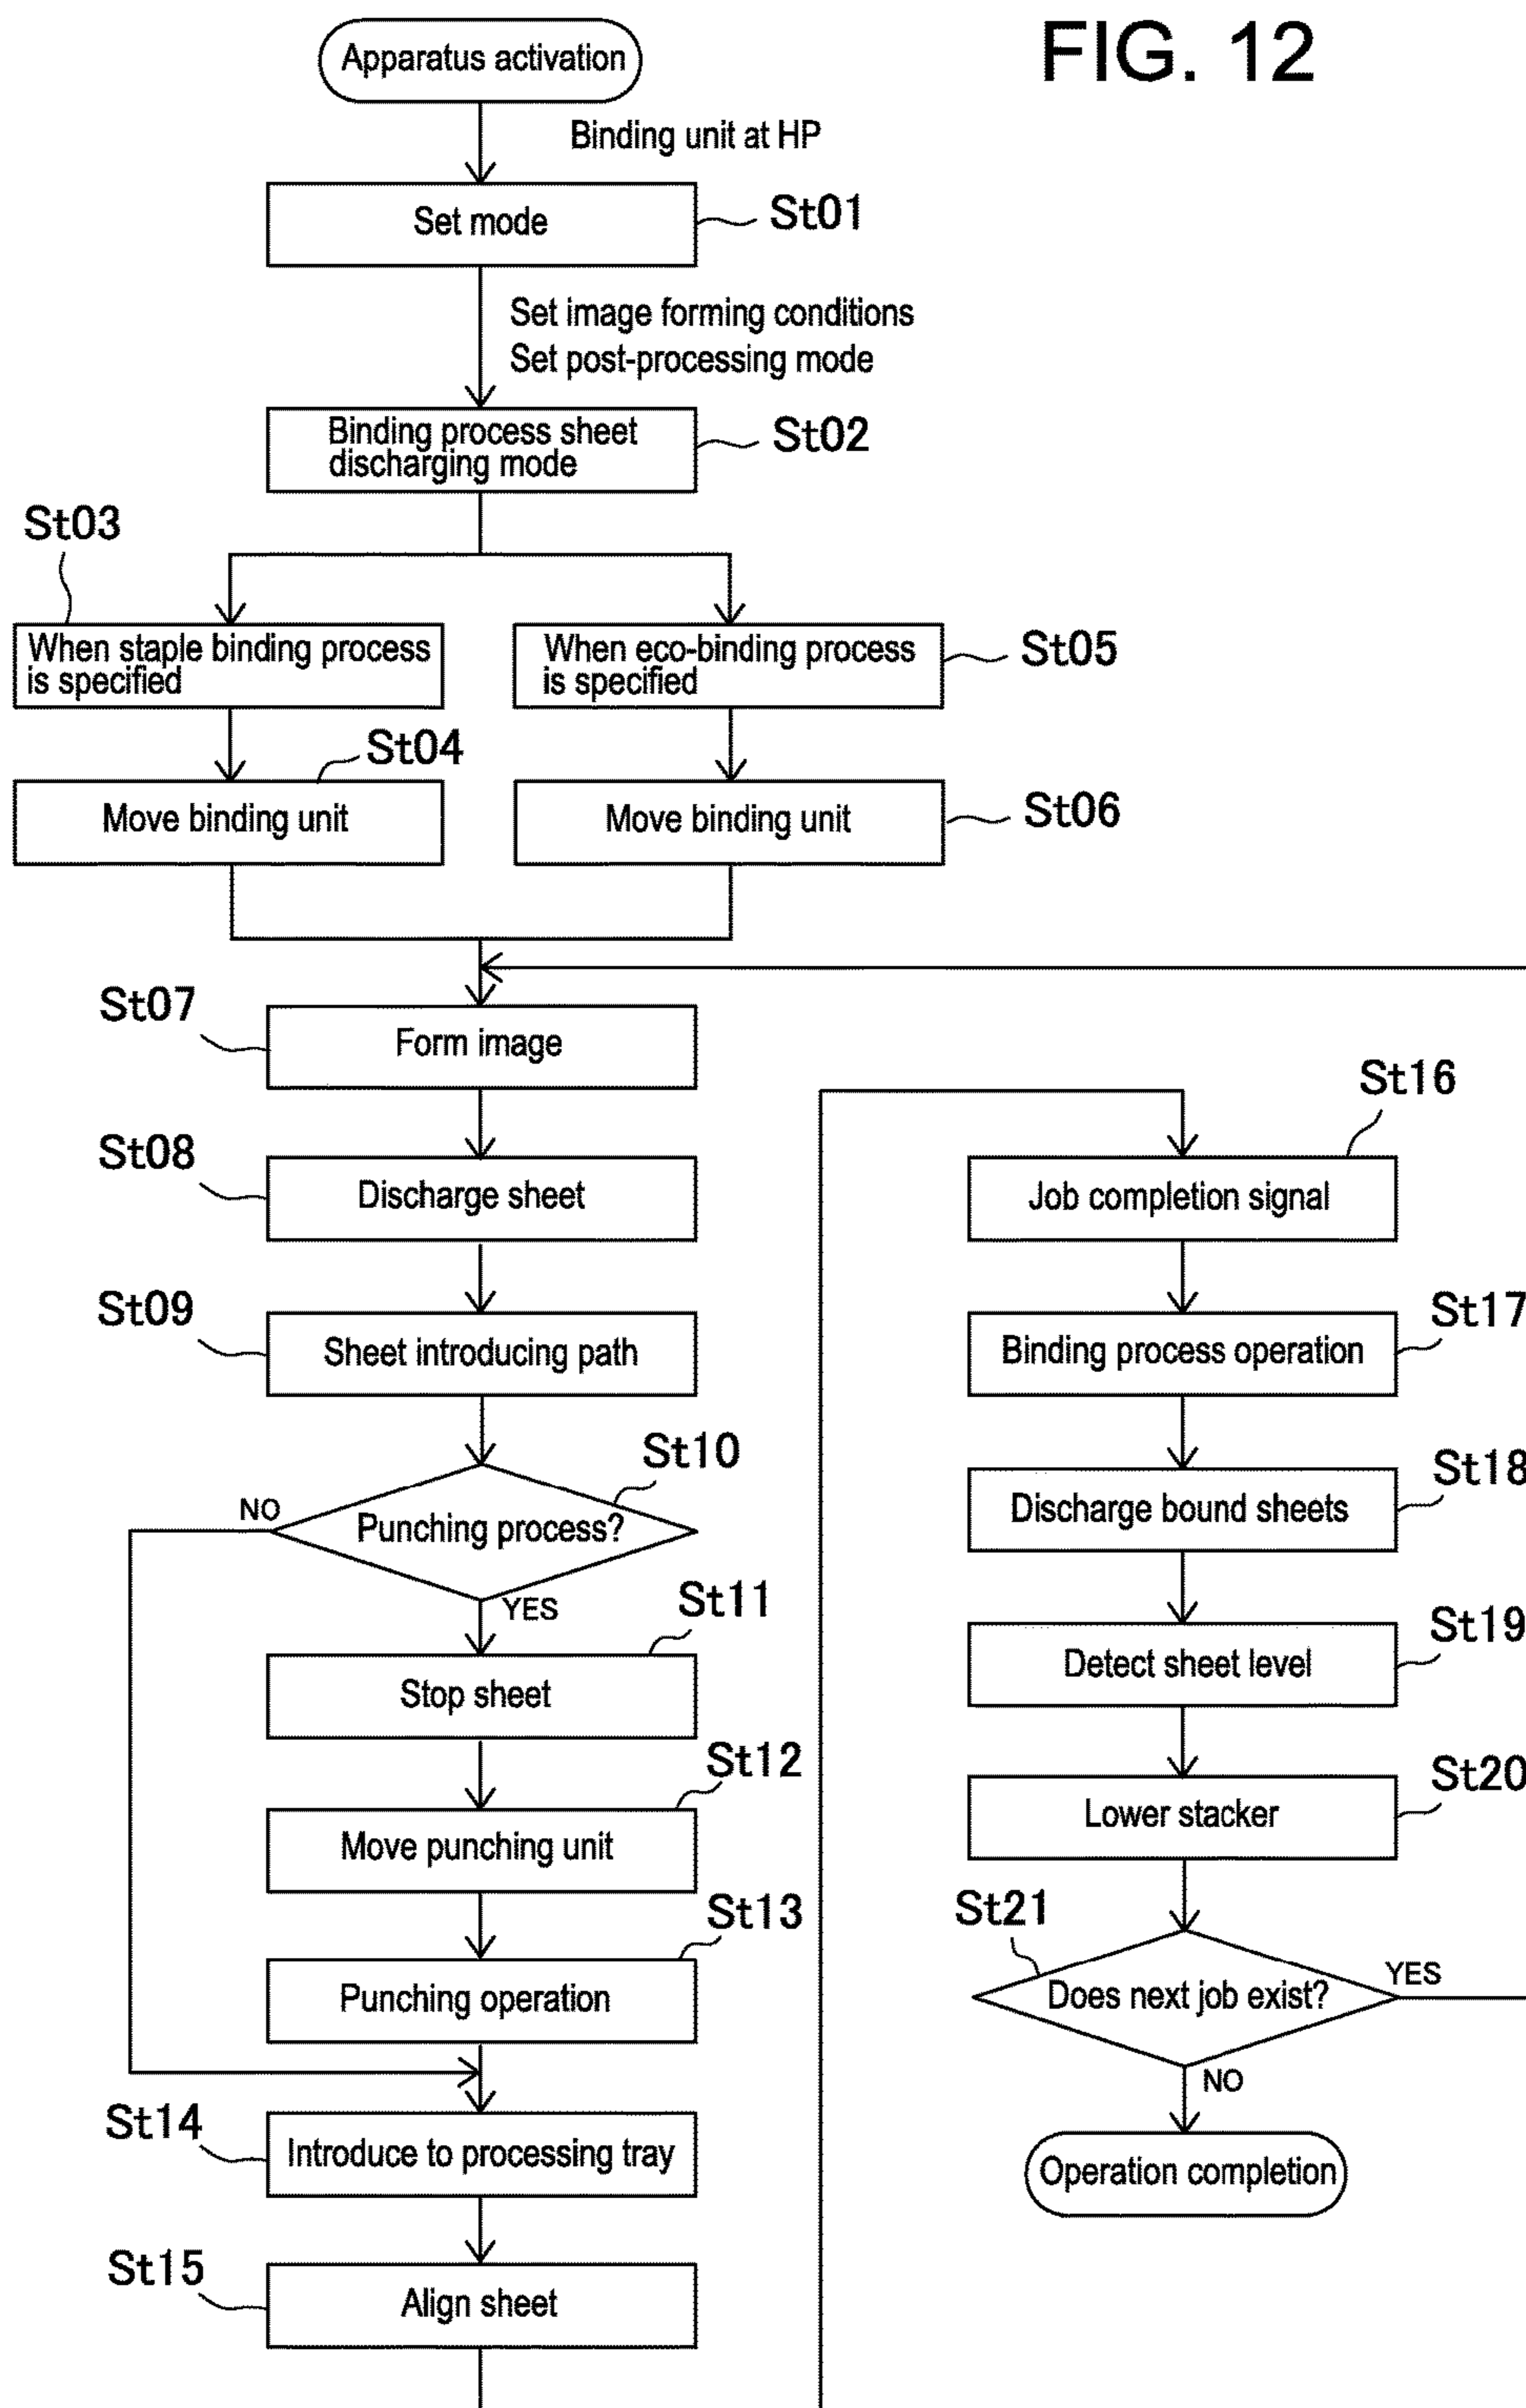 FIG. 12
Apparatus activation
Binding unit at HP
Set mode
St01
Set image forming conditions
Set post-processing mode
Binding process sheet
discharging mode
St02
St03
When staple binding process
is specified
When eco-binding process
is specified
St05
St04
Move binding unit
Move binding unit
St06
St07
Form image
St08
Discharge sheet
St09
Sheet introducing path
St10
NO
Punching process?
YES
St11
Stop sheet
St12
Move punching unit
St13
Punching operation
St14
Introduce to processing tray
St15
Align sheet
St16
Job completion signal
St17
Binding process operation
St18
Discharge bound sheets
St19
Detect sheet level
St20
Lower stacker
St21
Does next job exist?
YES
NO
Operation completion